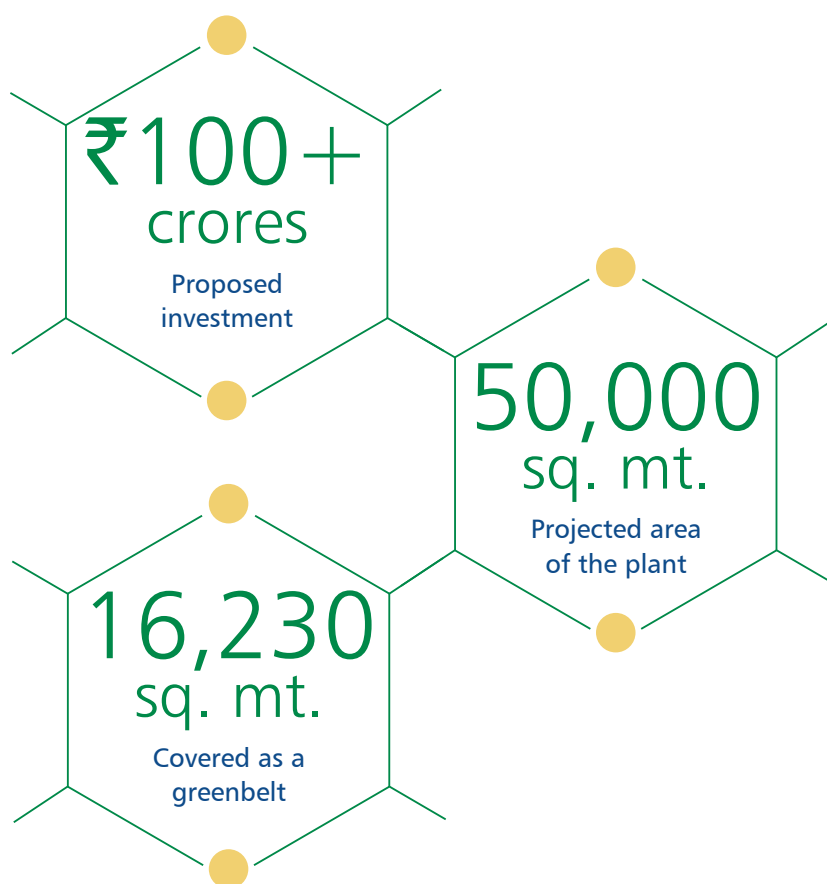 ₹100+
crores
Proposed
investment
50,000
sq. mt.
Projected area
of the plant
16,230
sq. mt.
Covered as a
greenbelt